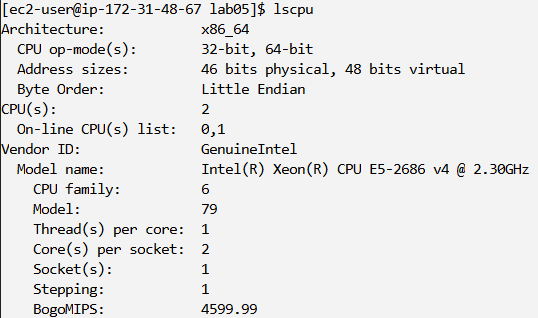 [ec2-user@ip-172-31-48-67 lab05]$ lscpu
Architecture:            x86_64
  CPU op-mode(s):        32-bit, 64-bit
  Address sizes:         46 bits physical, 48 bits virtual
  Byte Order:            Little Endian
CPU(s):                  2
  On-line CPU(s) list:   0,1
Vendor ID:               GenuineIntel
  Model name:            Intel(R) Xeon(R) CPU E5-2686 v4 @ 2.30GHz
    CPU family:          6
    Model:               79
    Thread(s) per core:  1
    Core(s) per socket:  2
    Socket(s):           1
    Stepping:            1
    BogoMIPS:            4599.99